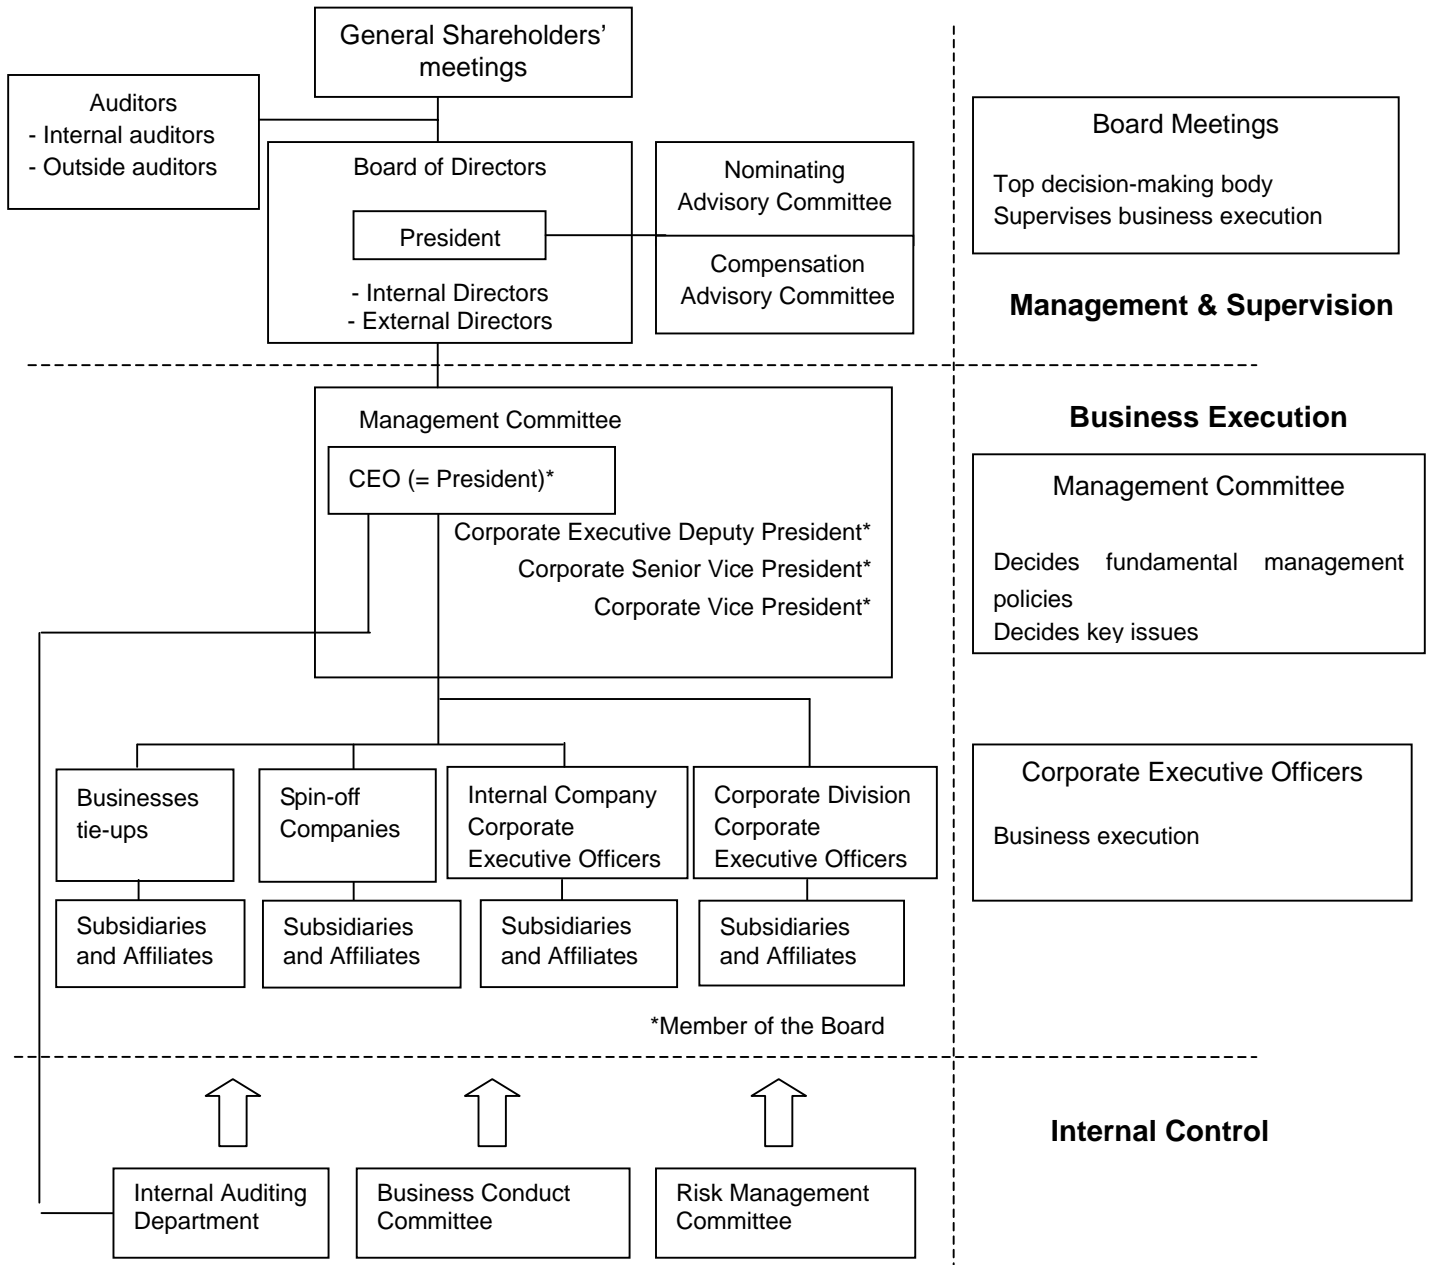 General Shareholders’
meetings
Auditors
- Internal auditors
- Outside auditors
Board of Directors
President
- Internal Directors
- External Directors
Nominating
Advisory Committee
Compensation
Advisory Committee
Board Meetings
Top decision-making body
Supervises business execution
Management & Supervision
Business Execution
Management Committee
CEO (= President)*
Corporate Executive Deputy President*
Corporate Senior Vice President*
Corporate Vice President*
Management Committee
Decides fundamental management
policies
Decides key issues
Businesses
tie-ups
Spin-off
Companies
Internal Company
Corporate
Executive Officers
Corporate Division
Corporate
Executive Officers
Corporate Executive Officers
Business execution
Subsidiaries
and Affiliates
Subsidiaries
and Affiliates
Subsidiaries
and Affiliates
Subsidiaries
and Affiliates
*Member of the Board
Internal Control
Internal Auditing
Department
Business Conduct
Committee
Risk Management
Committee